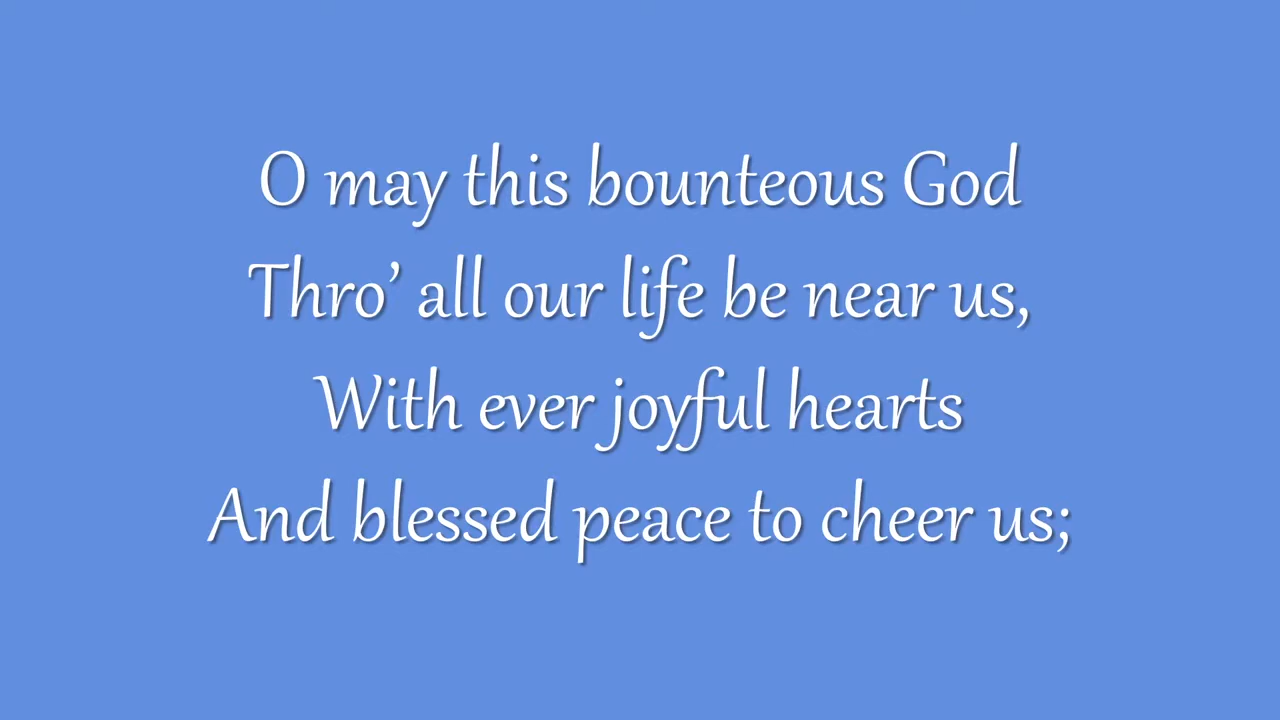 O may this bounteous God
Thro’ all our life be near us,
With ever joyful hearts
And blessed peace to cheer us;